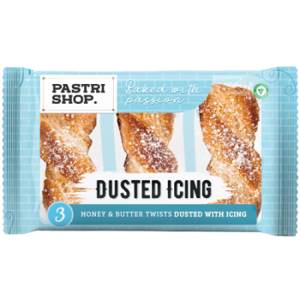 PASTRI
SHOP.
Baked with
passion
DUSTED ICING
3
HONEY & BUTTER TWISTS DUSTED WITH ICING